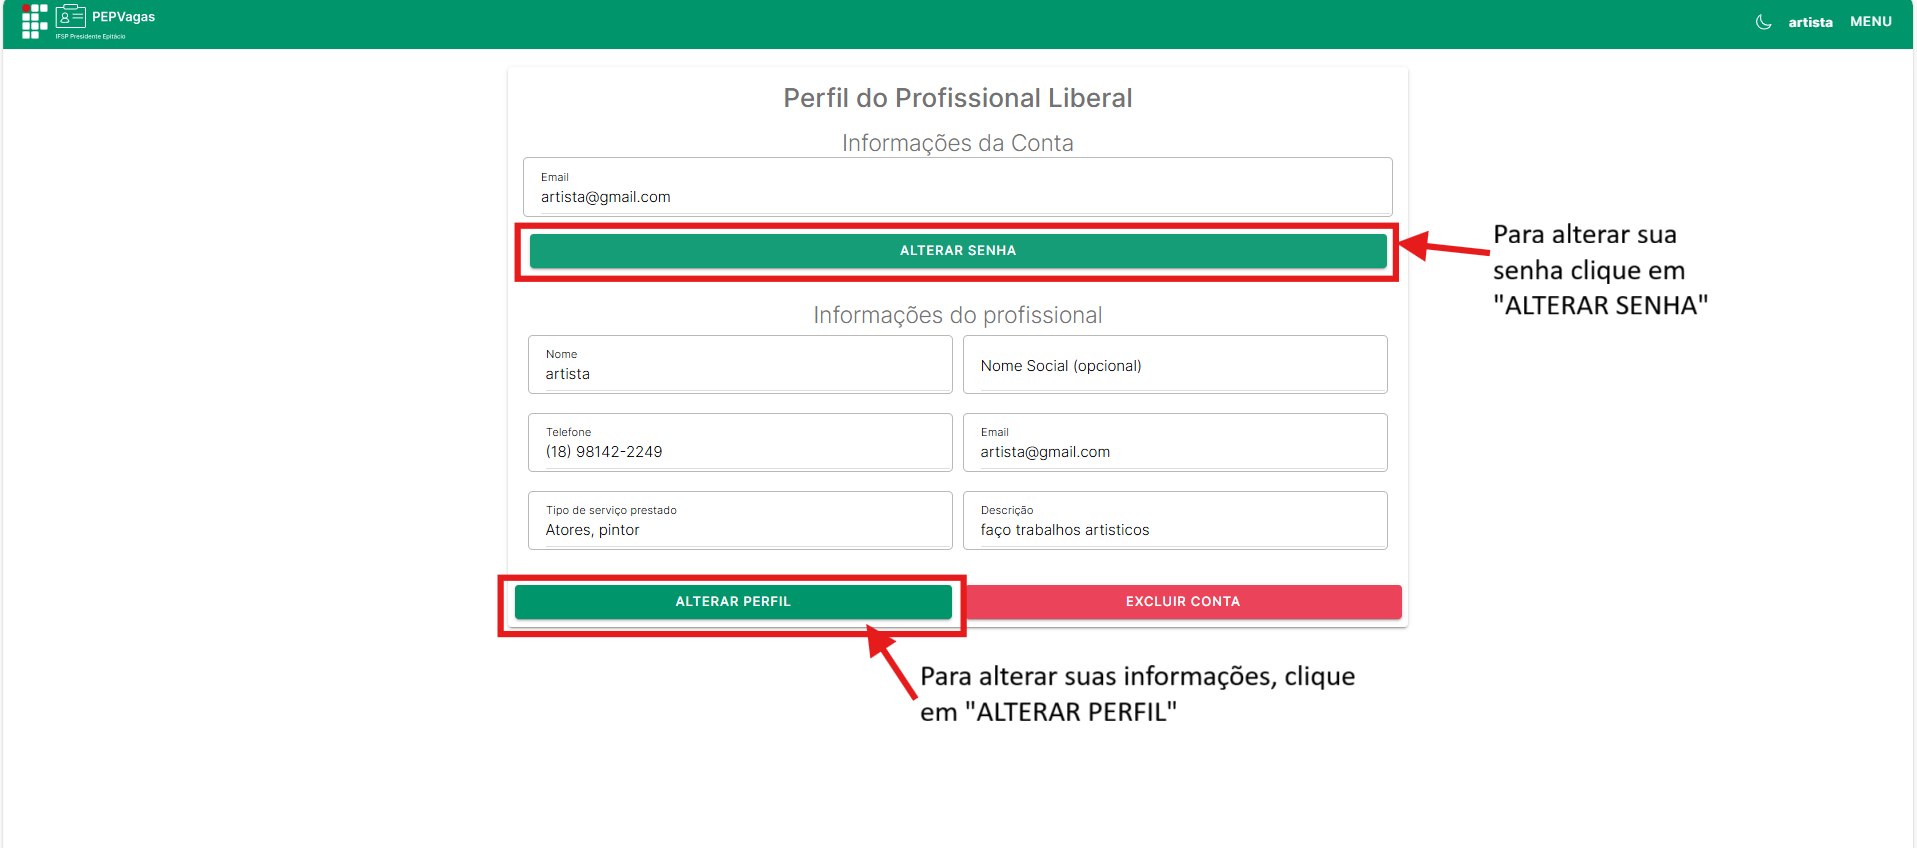 PEPVagas
IFSP Presidente Epitácio
artista
MENU
Perfil do Profissional Liberal
Informações da Conta
Email
artista@gmail.com
ALTERAR SENHA
Para alterar sua
senha clique em
"ALTERAR SENHA"
Informações do profissional
Nome
artista
Nome Social (opcional)
Telefone
(18) 98142-2249
Email
artista@gmail.com
Tipo de serviço prestado
Atores, pintor
Descrição
faço trabalhos artisticos
ALTERAR PERFIL
EXCLUIR CONTA
Para alterar suas informações, clique
em "ALTERAR PERFIL"